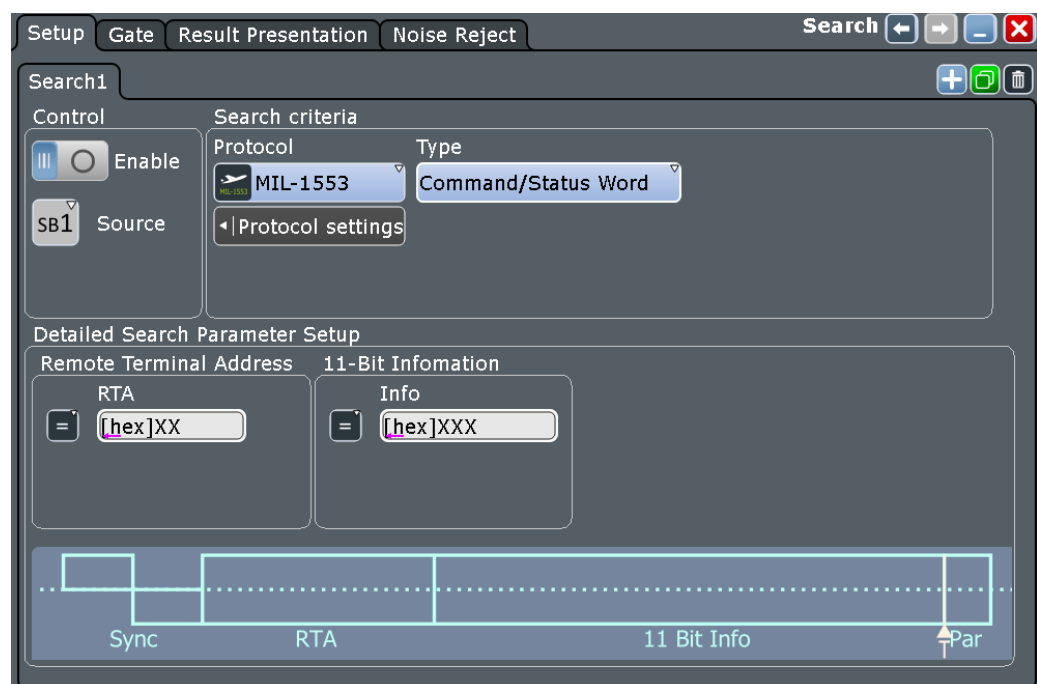 Setup Gate Result Presentation Noise Reject Search
Search1
Control Search criteria
Protocol Type
Enable MIL-1553 Command/Status Word
MIL-1553
SB1 Source Protocol settings
Detailed Search Parameter Setup
Remote Terminal Address 11-Bit Infomation
RTA Info
= [hex]XX = [hex]XXX
Sync RTA 11 Bit Info Par
T